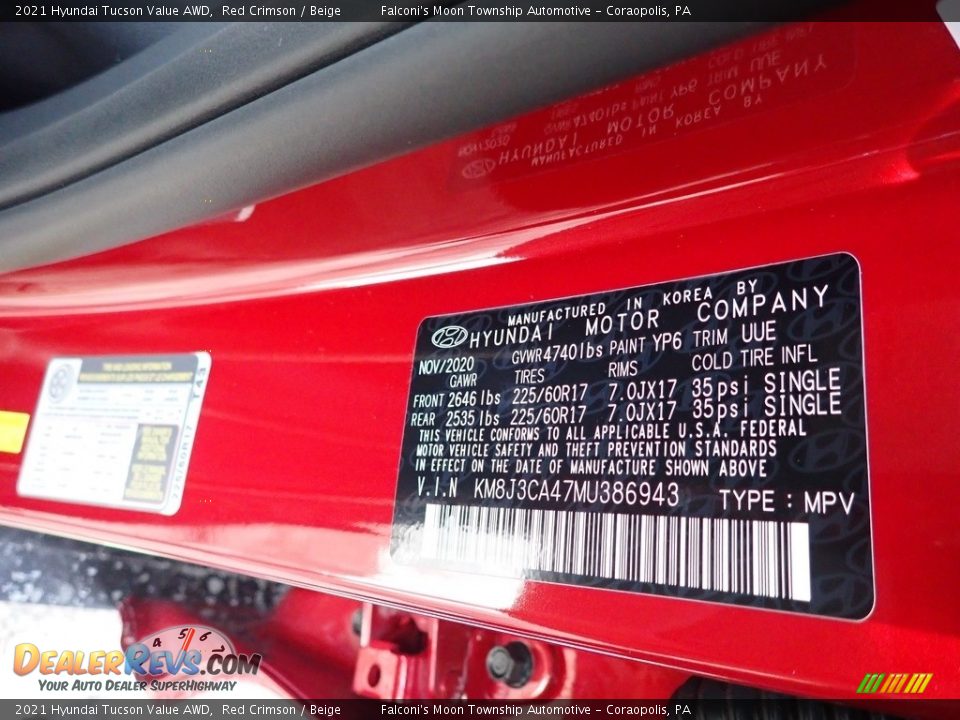 2021 Hyundai Tucson Value AWD, Red Crimson / Beige Falconi's Moon Township Automotive - Coraopolis, PA
MANUFACTURED IN KOREA BY
HYUNDAI MOTOR COMPANY
NOV/2020 GVWR 4740lbs PAINT YP6 TRIM UUE
GAWR TIRES RIMS COLD TIRE INFL
FRONT 2646 lbs 225/60R17 7.0JX17 35psi SINGLE
REAR 2535 lbs 225/60R17 7.0JX17 35psi SINGLE
THIS VEHICLE CONFORMS TO ALL APPLICABLE U.S.A. FEDERAL
MOTOR VEHICLE SAFETY AND THEFT PREVENTION STANDARDS
IN EFFECT ON THE DATE OF MANUFACTURE SHOWN ABOVE
V.I.N KM8J3CA47MU386943 TYPE : MPV
4 5 6
DealerRevs.com
Your Auto Dealer SuperHighway
2021 Hyundai Tucson Value AWD, Red Crimson / Beige Falconi's Moon Township Automotive - Coraopolis, PA